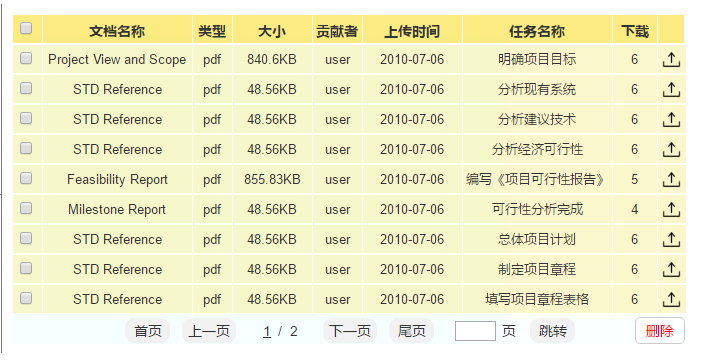 文档名称 类型 大小 贡献者 上传时间 任务名称 下载
Project View and Scope pdf 840.6KB user 2010-07-06 明确项目目标 6
STD Reference pdf 48.56KB user 2010-07-06 分析现有系统 6
STD Reference pdf 48.56KB user 2010-07-06 分析建议技术 6
STD Reference pdf 48.56KB user 2010-07-06 分析经济可行性 6
Feasibility Report pdf 855.83KB user 2010-07-06 编写《项目可行性报告》 5
Milestone Report pdf 48.56KB user 2010-07-06 可行性分析完成 4
STD Reference pdf 48.56KB user 2010-07-06 总体项目计划 6
STD Reference pdf 48.56KB user 2010-07-06 制定项目章程 6
STD Reference pdf 48.56KB user 2010-07-06 填写项目章程表格 6
首页 上一页 1 / 2 下一页 尾页 页 跳转 删除